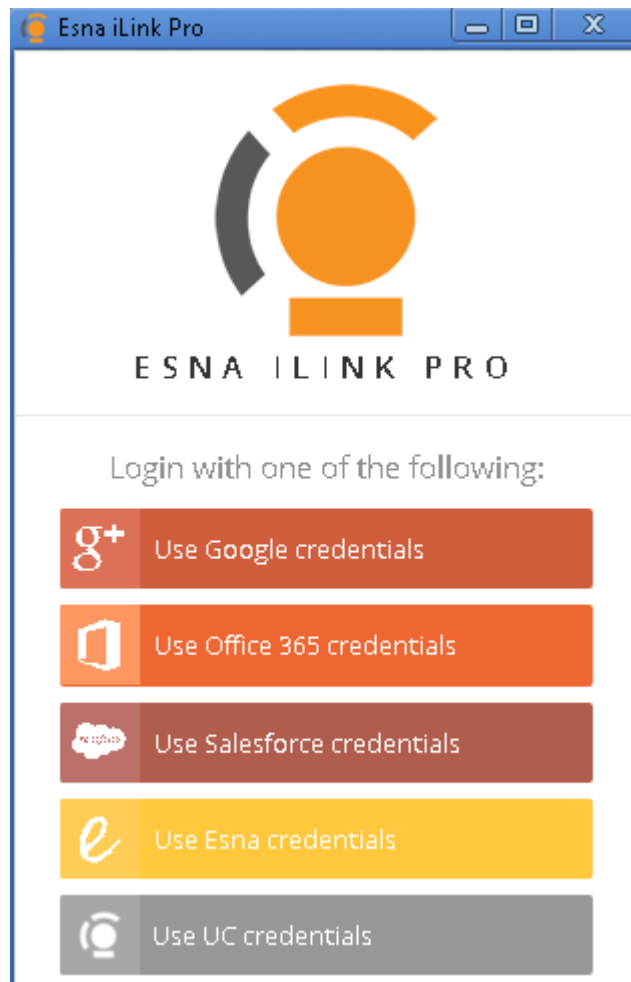 Esna iLink Pro
ESNA iLINK PRO
Login with one of the following:
g+ Use Google credentials
Use Office 365 credentials
Use Salesforce credentials
e Use Esna credentials
Use UC credentials